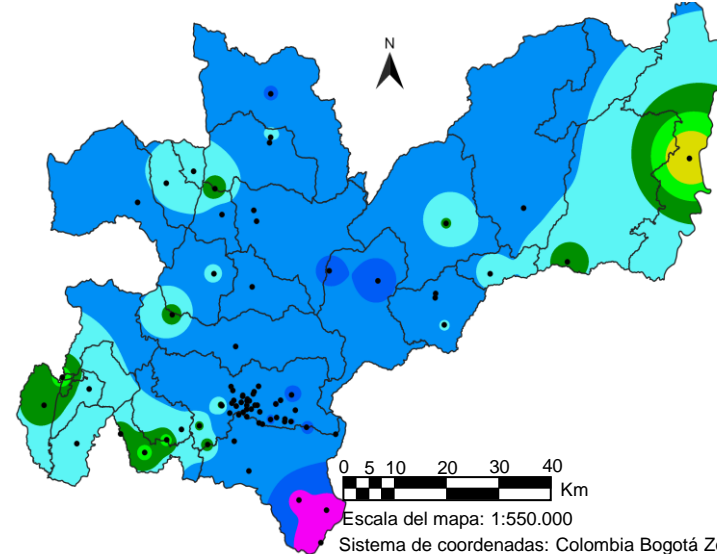 N
0 5 10 20 30 40
Km
Escala del mapa: 1:550.000
Sistema de coordenadas: Colombia Bogotá Z